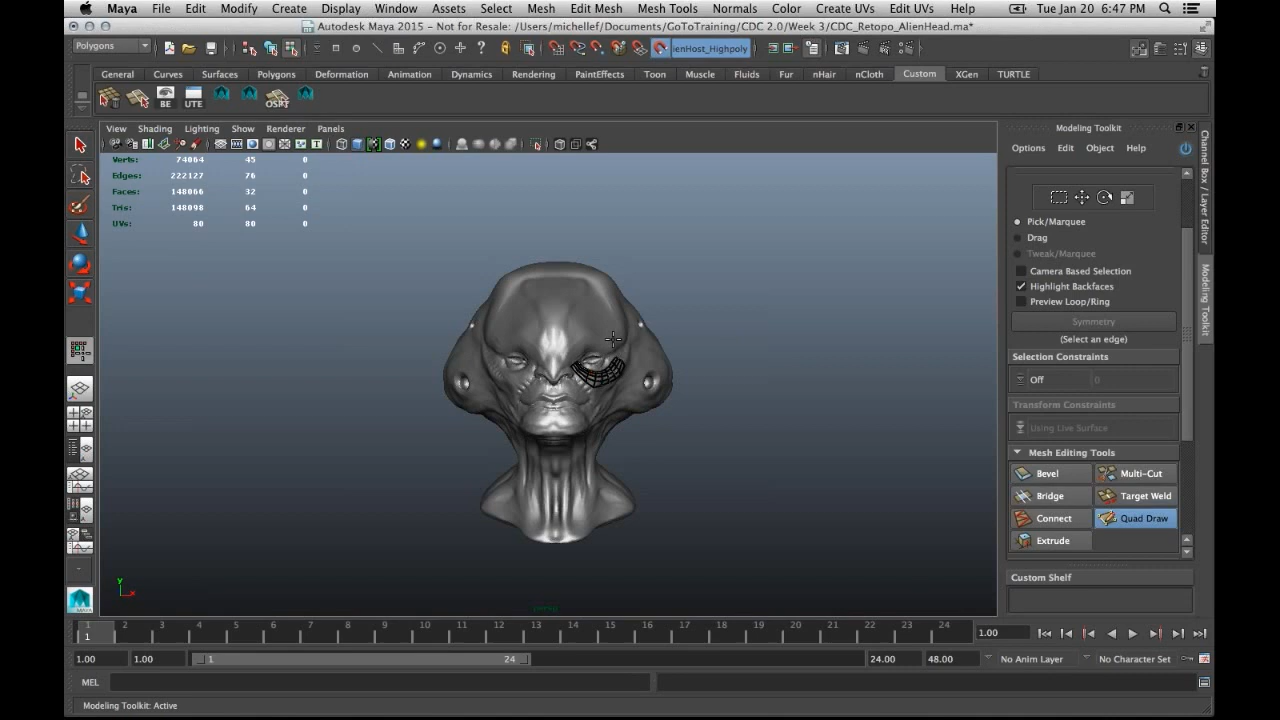 Maya File Edit Modify Create Display Window Assets Select Mesh Edit Mesh Mesh Tools Normals Color Create UVs Edit UVs Help Tue Jan 20 6:47 PM
Autodesk Maya 2015 - Not for Resale: /Users/michellef/Documents/GoToTraining/CDC 2.0/Week 3/CDC_Retopo_AlienHead.ma*
Polygons ienHost_Highpoly
General Curves Surfaces Polygons Deformation Animation Dynamics Rendering PaintEffects Toon Muscle Fluids Fur nHair nCloth Custom XGen TURTLE
BE UTE OSPT
View Shading Lighting Show Renderer Panels
Modeling Toolkit
Options Edit Object Help
Verts: 74064 45 0
Edges: 222127 76 0
Faces: 148066 32 0
Tris: 148098 64 0
UVs: 80 80 0
Pick/Marquee
Drag
Tweak/Marquee
Camera Based Selection
Highlight Backfaces
Preview Loop/Ring
Symmetry
(Select an edge)
Selection Constraints
Off 0
Transform Constraints
Using Live Surface
Mesh Editing Tools
Bevel Multi-Cut
Bridge Target Weld
Connect Quad Draw
Extrude
Custom Shelf
Channel Box / Layer Editor
Modeling Toolkit
y
x
persp
MAYA
1 2 3 4 5 6 7 8 9 10 11 12 13 14 15 16 17 18 19 20 21 22 23 24
1 1.00
1.00 1.00 1 24 24.00 48.00 No Anim Layer No Character Set
MEL
Modeling Toolkit: Active